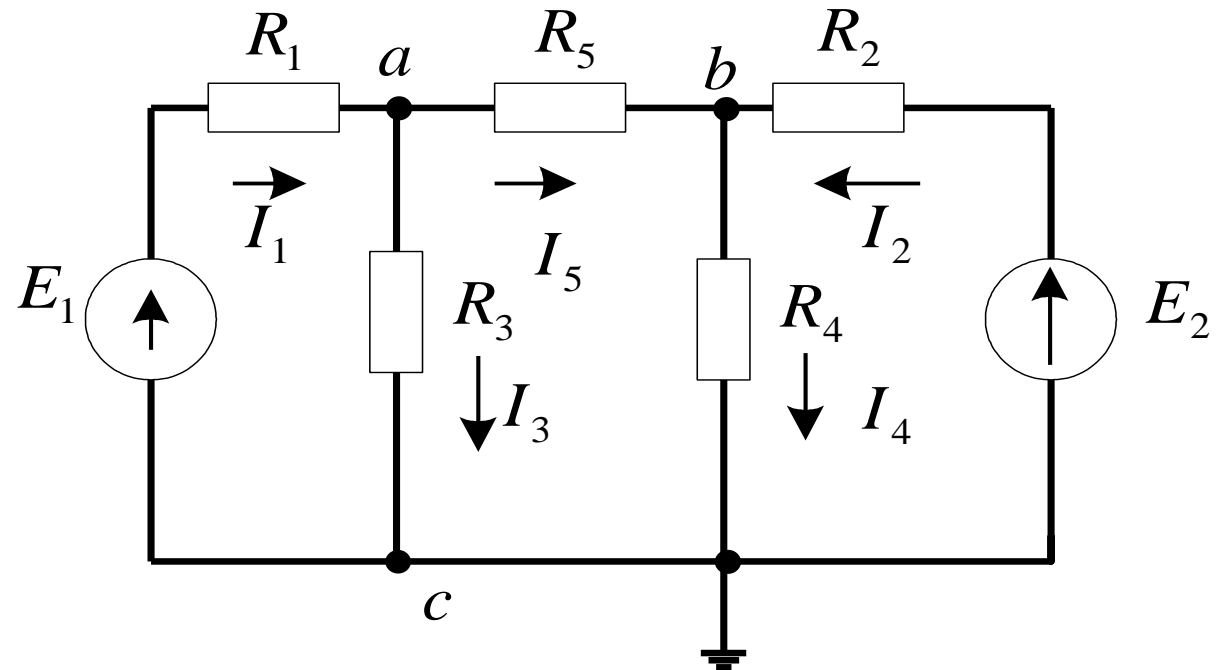 R₁ a R₅ b R₂
I₁ I₅ I₂
E₁ R₃ R₄ E₂
I₃ I₄
c